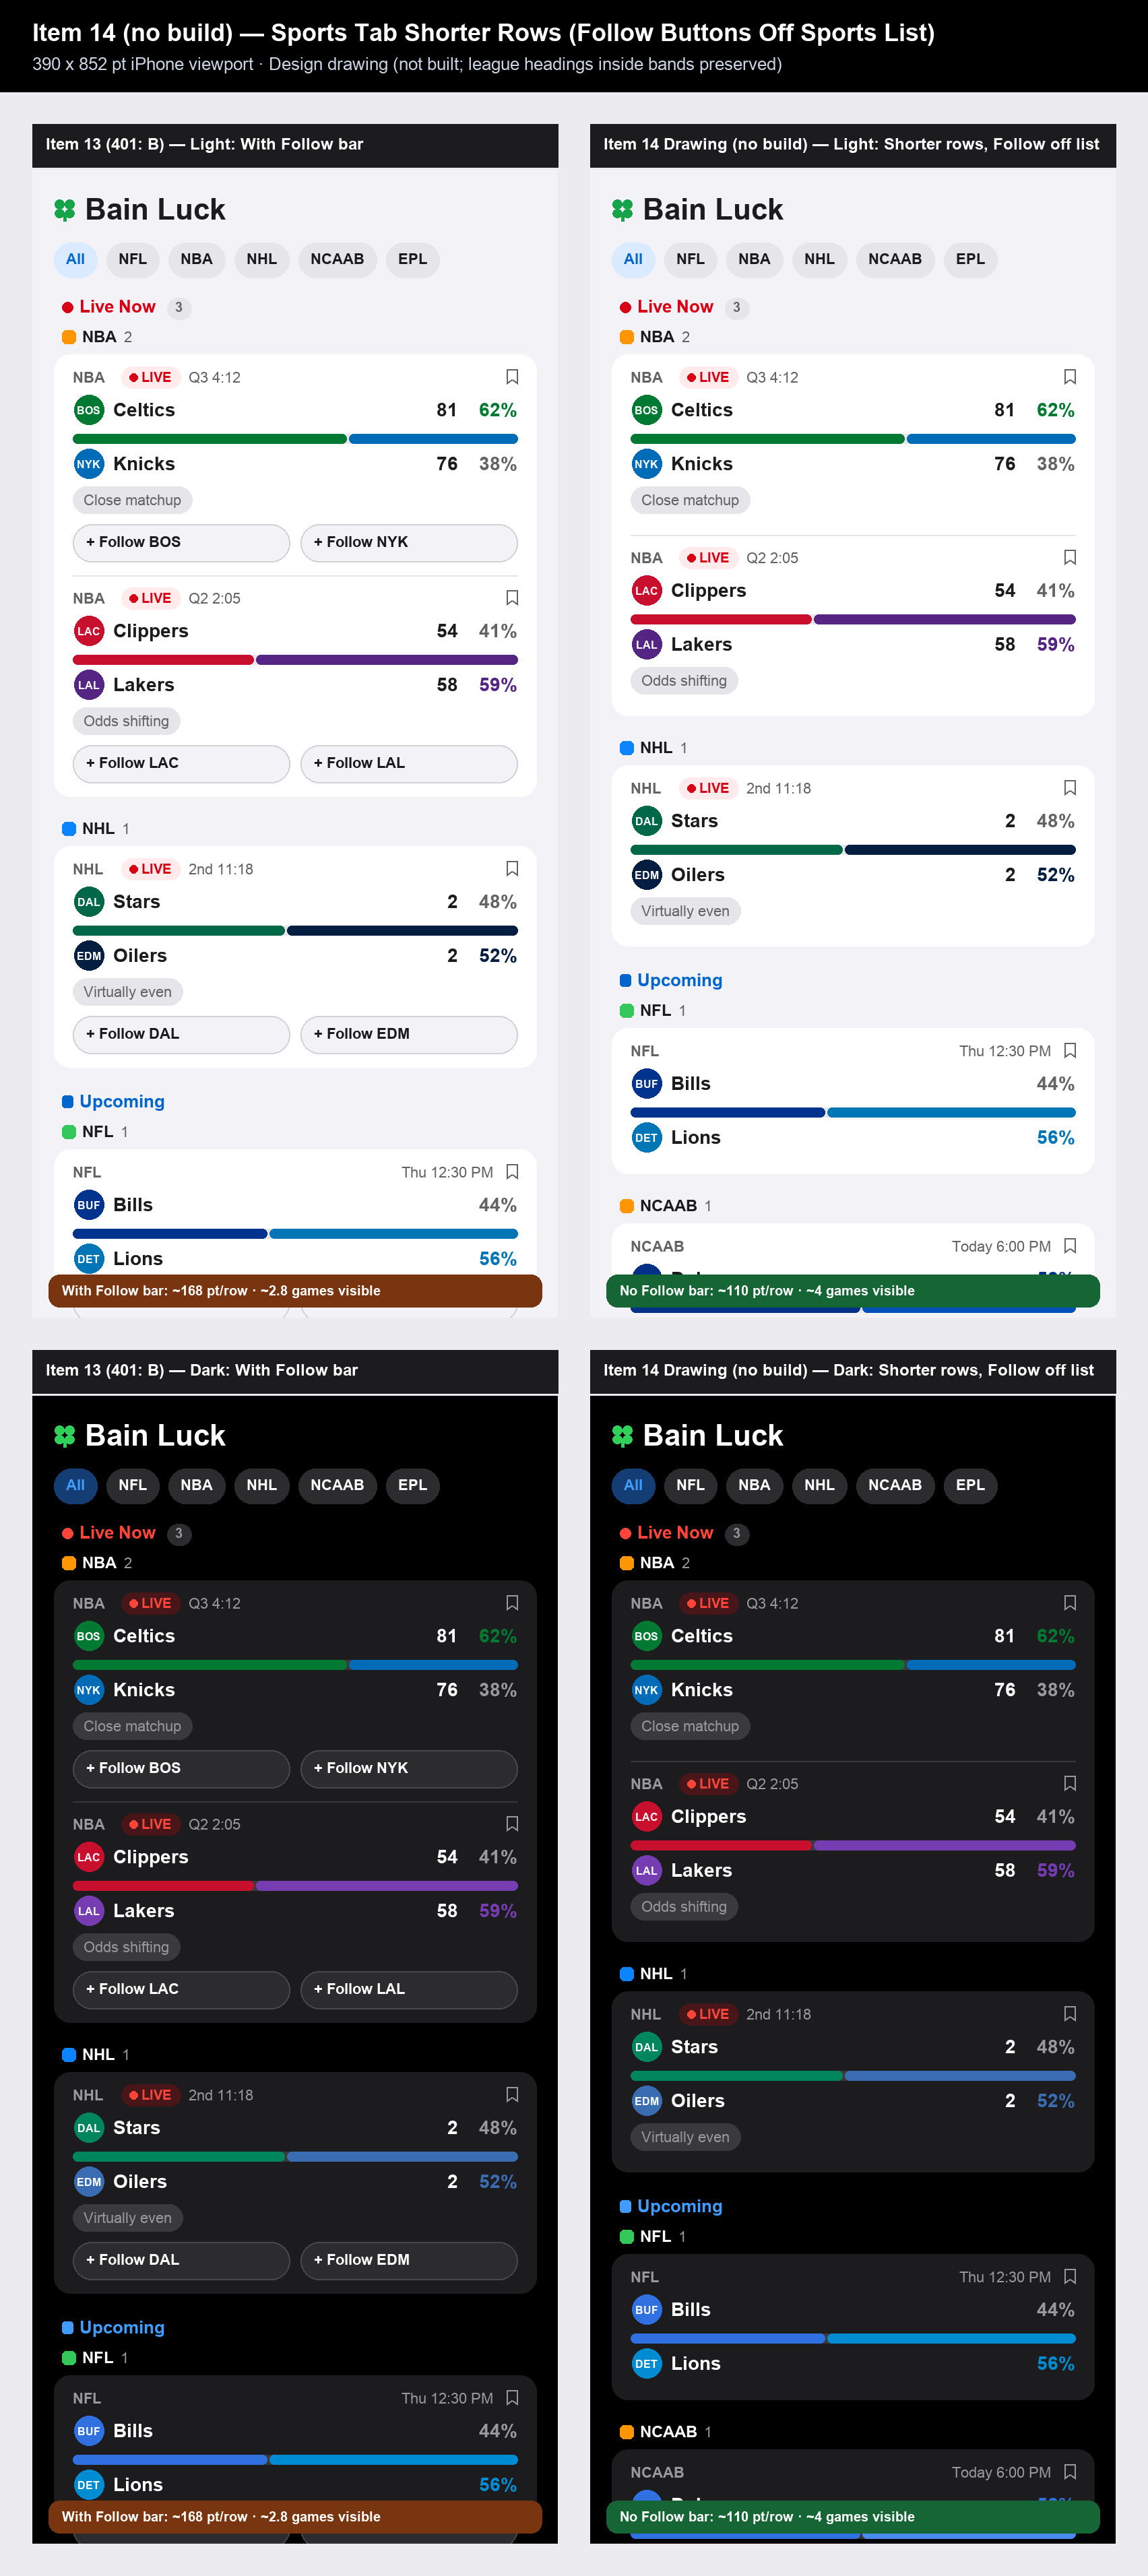 Item 14 (no build) — Sports Tab Shorter Rows (Follow Buttons Off Sports List)
390 x 852 pt iPhone viewport · Design drawing (not built; league headings inside bands preserved)
Item 13 (401: B) — Light: With Follow bar
Bain Luck
All NFL NBA NHL NCAAB EPL
Live Now 3
NBA 2
NBA LIVE Q3 4:12
BOS Celtics 81 62%
NYK Knicks 76 38%
Close matchup
+ Follow BOS + Follow NYK
NBA LIVE Q2 2:05
LAC Clippers 54 41%
LAL Lakers 58 59%
Odds shifting
+ Follow LAC + Follow LAL
NHL 1
NHL LIVE 2nd 11:18
DAL Stars 2 48%
EDM Oilers 2 52%
Virtually even
+ Follow DAL + Follow EDM
Upcoming
NFL 1
NFL Thu 12:30 PM
BUF Bills 44%
DET Lions 56%
With Follow bar: ~168 pt/row · ~2.8 games visible
Item 14 Drawing (no build) — Light: Shorter rows, Follow off list
Bain Luck
All NFL NBA NHL NCAAB EPL
Live Now 3
NBA 2
NBA LIVE Q3 4:12
BOS Celtics 81 62%
NYK Knicks 76 38%
Close matchup
NBA LIVE Q2 2:05
LAC Clippers 54 41%
LAL Lakers 58 59%
Odds shifting
NHL 1
NHL LIVE 2nd 11:18
DAL Stars 2 48%
EDM Oilers 2 52%
Virtually even
Upcoming
NFL 1
NFL Thu 12:30 PM
BUF Bills 44%
DET Lions 56%
NCAAB 1
NCAAB Today 6:00 PM
No Follow bar: ~110 pt/row · ~4 games visible
Item 13 (401: B) — Dark: With Follow bar
Bain Luck
All NFL NBA NHL NCAAB EPL
Live Now 3
NBA 2
NBA LIVE Q3 4:12
BOS Celtics 81 62%
NYK Knicks 76 38%
Close matchup
+ Follow BOS + Follow NYK
NBA LIVE Q2 2:05
LAC Clippers 54 41%
LAL Lakers 58 59%
Odds shifting
+ Follow LAC + Follow LAL
NHL 1
NHL LIVE 2nd 11:18
DAL Stars 2 48%
EDM Oilers 2 52%
Virtually even
+ Follow DAL + Follow EDM
Upcoming
NFL 1
NFL Thu 12:30 PM
BUF Bills 44%
DET Lions 56%
With Follow bar: ~168 pt/row · ~2.8 games visible
Item 14 Drawing (no build) — Dark: Shorter rows, Follow off list
Bain Luck
All NFL NBA NHL NCAAB EPL
Live Now 3
NBA 2
NBA LIVE Q3 4:12
BOS Celtics 81 62%
NYK Knicks 76 38%
Close matchup
NBA LIVE Q2 2:05
LAC Clippers 54 41%
LAL Lakers 58 59%
Odds shifting
NHL 1
NHL LIVE 2nd 11:18
DAL Stars 2 48%
EDM Oilers 2 52%
Virtually even
Upcoming
NFL 1
NFL Thu 12:30 PM
BUF Bills 44%
DET Lions 56%
NCAAB 1
NCAAB Today 6:00 PM
No Follow bar: ~110 pt/row · ~4 games visible